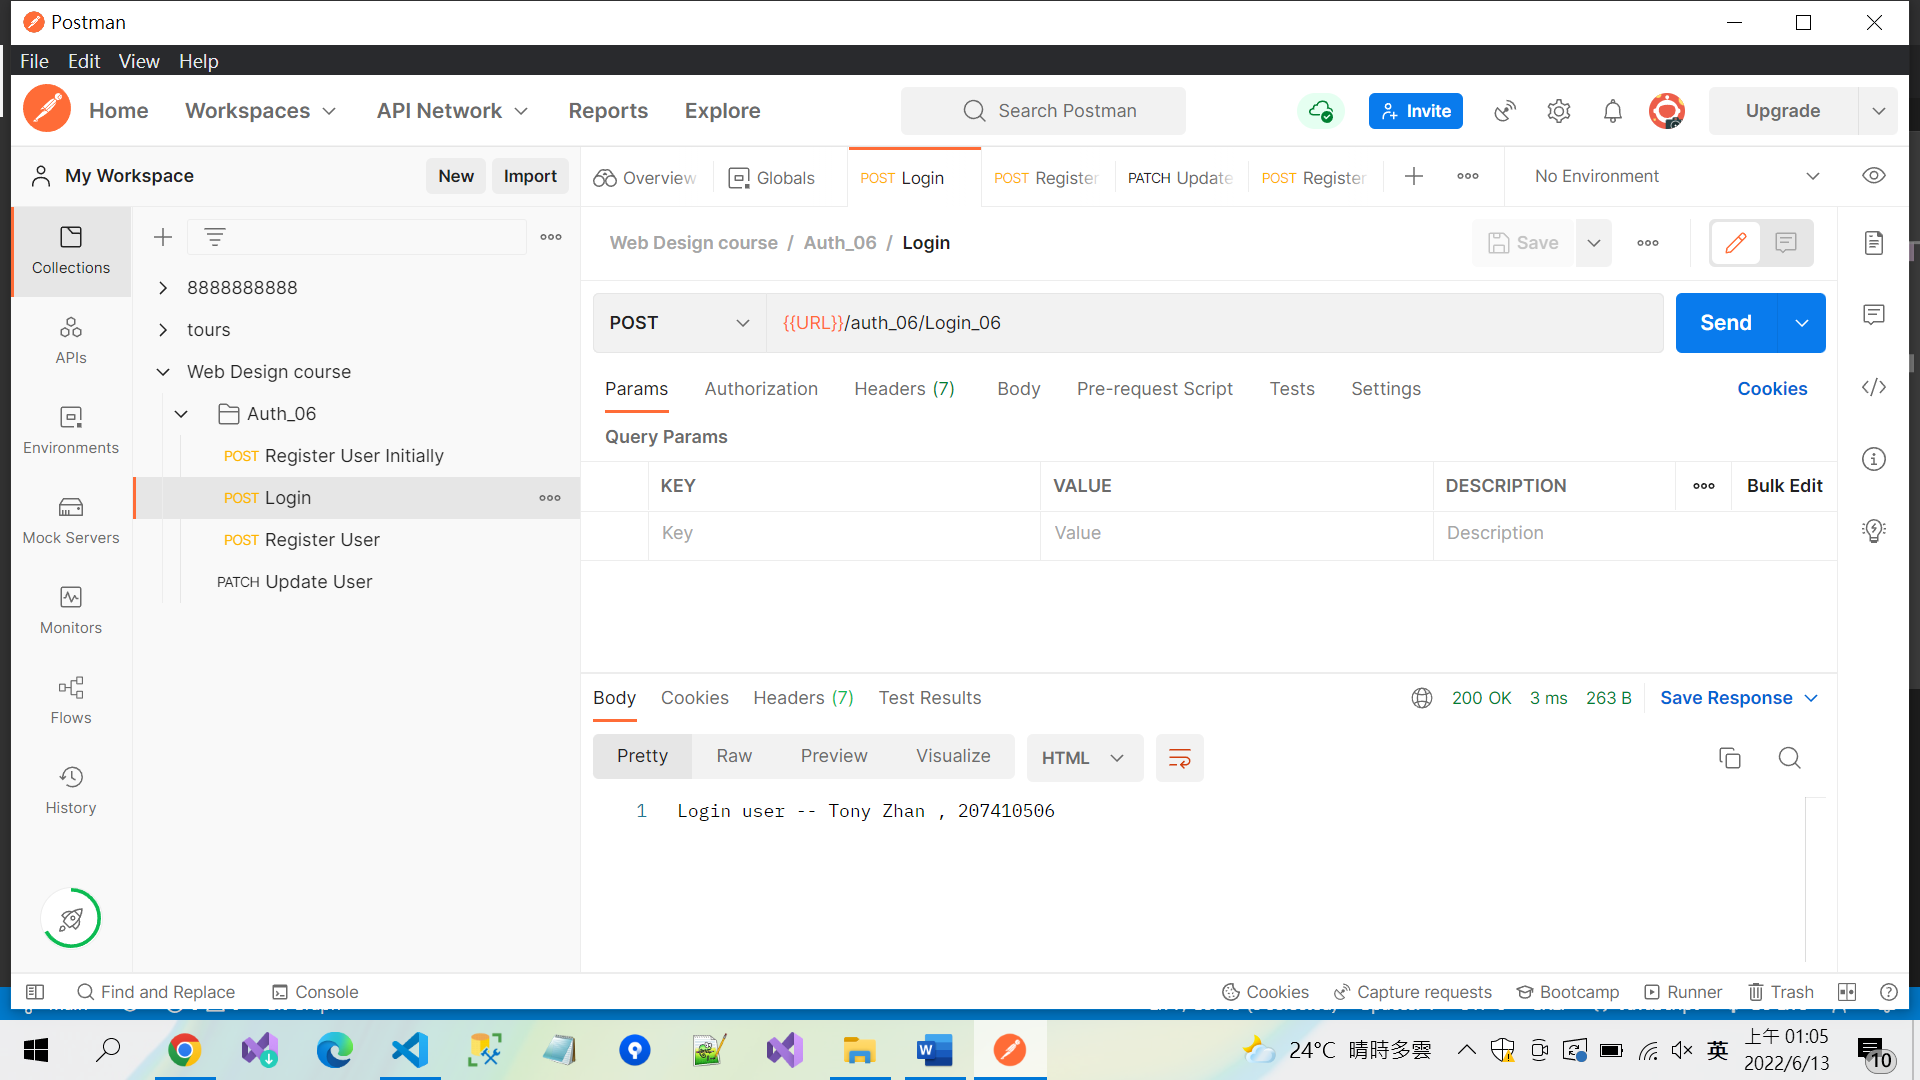 Postman
File Edit View Help
Home Workspaces API Network Reports Explore Search Postman Invite Upgrade
My Workspace New Import Overview Globals POST Login POST Register PATCH Update POST Register No Environment
Web Design course / Auth_06 / Login Save
Collections
8888888888
tours
Web Design course
Auth_06
POST Register User Initially
POST Login
POST Register User
PATCH Update User
APIs
Environments
Mock Servers
Monitors
Flows
History
POST {{URL}}/auth_06/Login_06 Send
Params Authorization Headers (7) Body Pre-request Script Tests Settings Cookies
Query Params
KEY VALUE DESCRIPTION Bulk Edit
Key Value Description
Body Cookies Headers (7) Test Results 200 OK 3 ms 263 B Save Response
Pretty Raw Preview Visualize HTML
1 Login user -- Tony Zhan , 207410506
Find and Replace Console Cookies Capture requests Bootcamp Runner Trash
24°C 晴時多雲 英 上午 01:05
2022/6/13 10